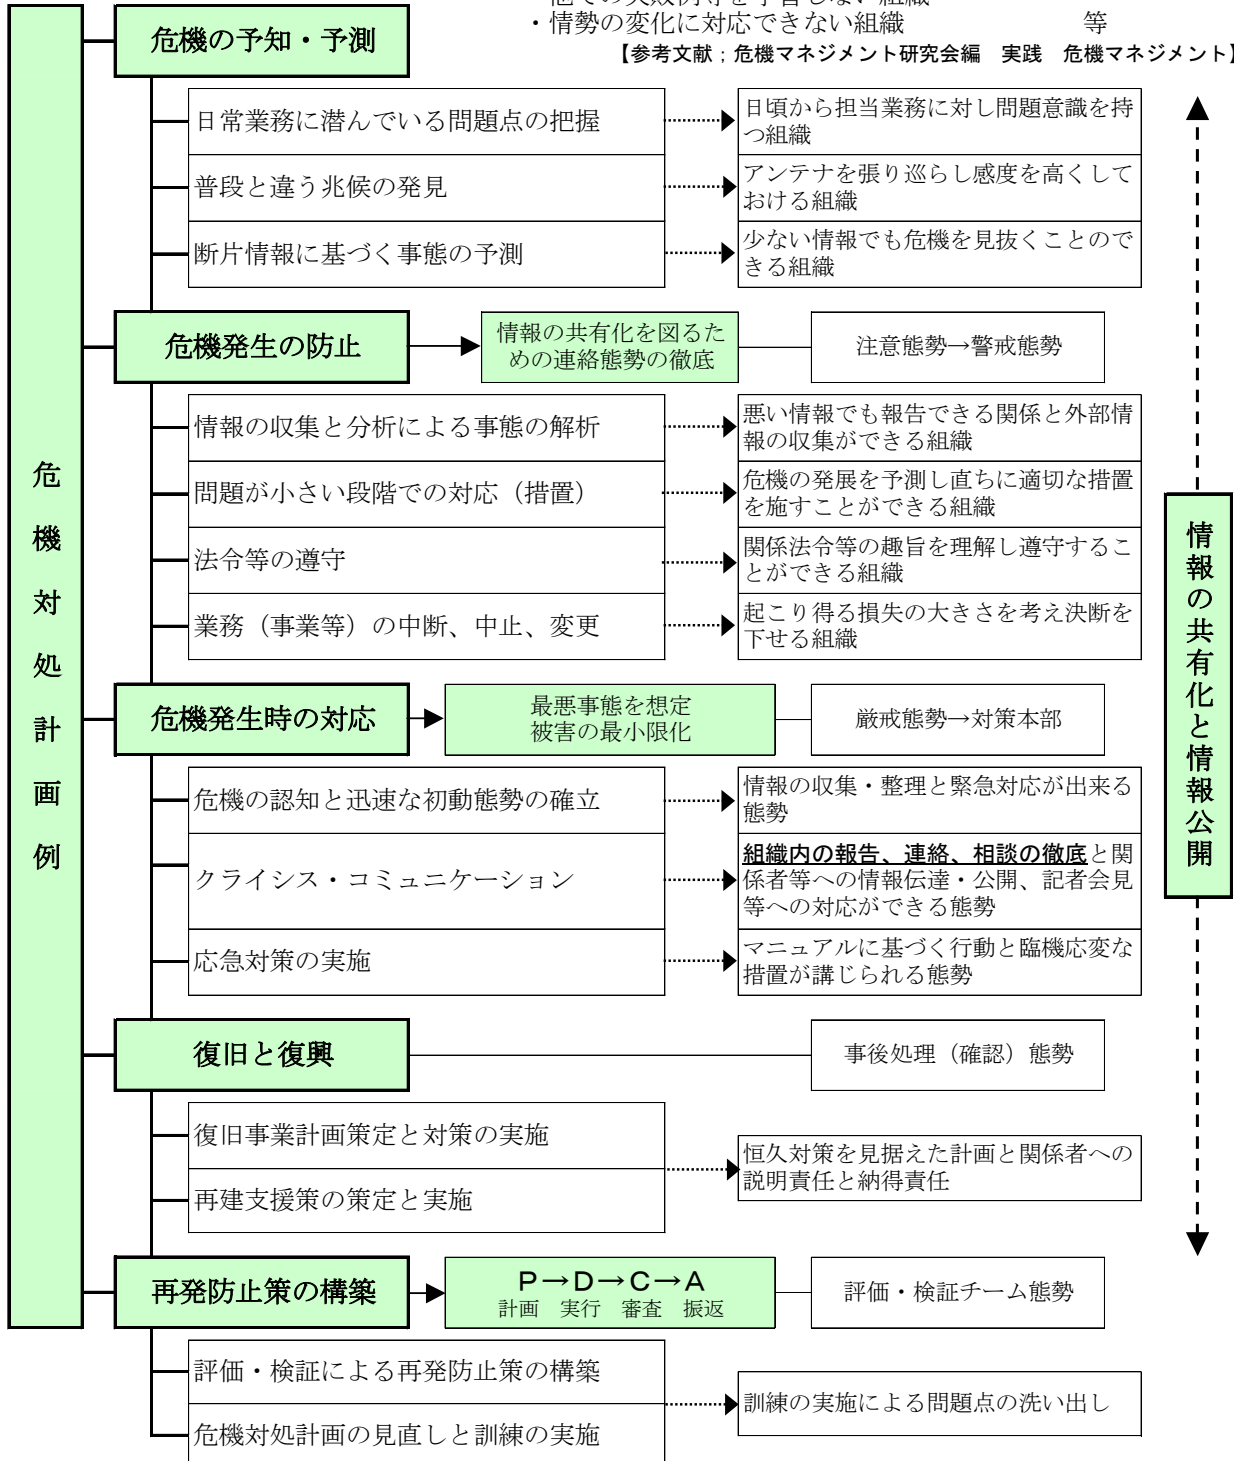 ・情勢の変化に対応できない組織　　　　　　　　　等
【参考文献；危機マネジメント研究会編　実践　危機マネジメント】
危機対処計画例
危機の予知・予測
日常業務に潜んでいる問題点の把握
日頃から担当業務に対し問題意識を持
つ組織
普段と違う兆候の発見
アンテナを張り巡らし感度を高くして
おける組織
断片情報に基づく事態の予測
少ない情報でも危機を見抜くことので
きる組織
危機発生の防止
情報の共有化を図るた
めの連絡態勢の徹底
注意態勢→警戒態勢
情報の収集と分析による事態の解析
悪い情報でも報告できる関係と外部情
報の収集ができる組織
問題が小さい段階での対応（措置）
危機の発展を予測し直ちに適切な措置
を施すことができる組織
法令等の遵守
関係法令等の趣旨を理解し遵守するこ
とができる組織
業務（事業等）の中断、中止、変更
起こり得る損失の大きさを考え決断を
下せる組織
危機発生時の対応
最悪事態を想定
被害の最小限化
厳戒態勢→対策本部
危機の認知と迅速な初動態勢の確立
情報の収集・整理と緊急対応が出来る
態勢
クライシス・コミュニケーション
組織内の報告、連絡、相談の徹底と関
係者等への情報伝達・公開、記者会見
等への対応ができる態勢
応急対策の実施
マニュアルに基づく行動と臨機応変な
措置が講じられる態勢
復旧と復興
事後処理（確認）態勢
復旧事業計画策定と対策の実施
再建支援策の策定と実施
恒久対策を見据えた計画と関係者への
説明責任と納得責任
再発防止策の構築
P→D→C→A
計画　実行　審査　振返
評価・検証チーム態勢
評価・検証による再発防止策の構築
危機対処計画の見直しと訓練の実施
訓練の実施による問題点の洗い出し
情報の共有化と情報公開